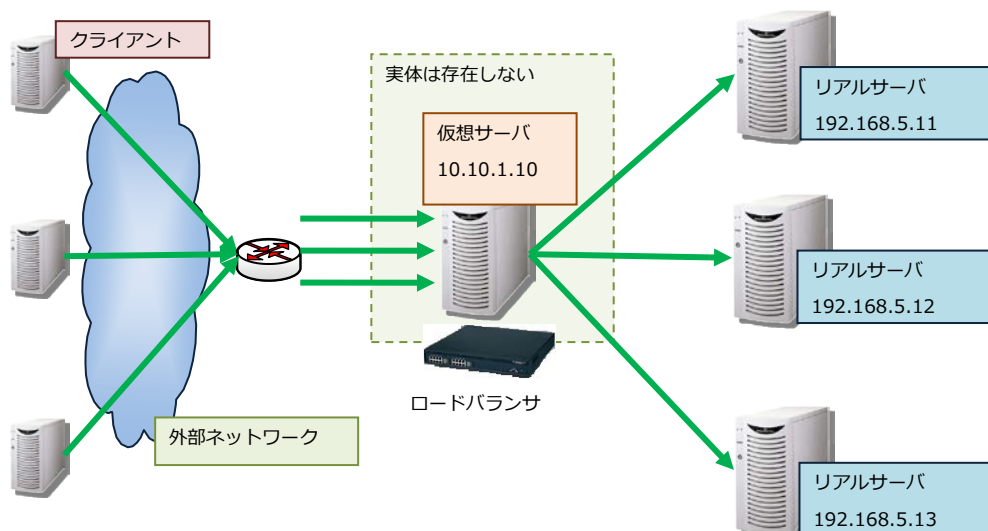 クライアント
実体は存在しない
仮想サーバ
10.10.1.10
ロードバランサ
外部ネットワーク
リアルサーバ
192.168.5.11
リアルサーバ
192.168.5.12
リアルサーバ
192.168.5.13